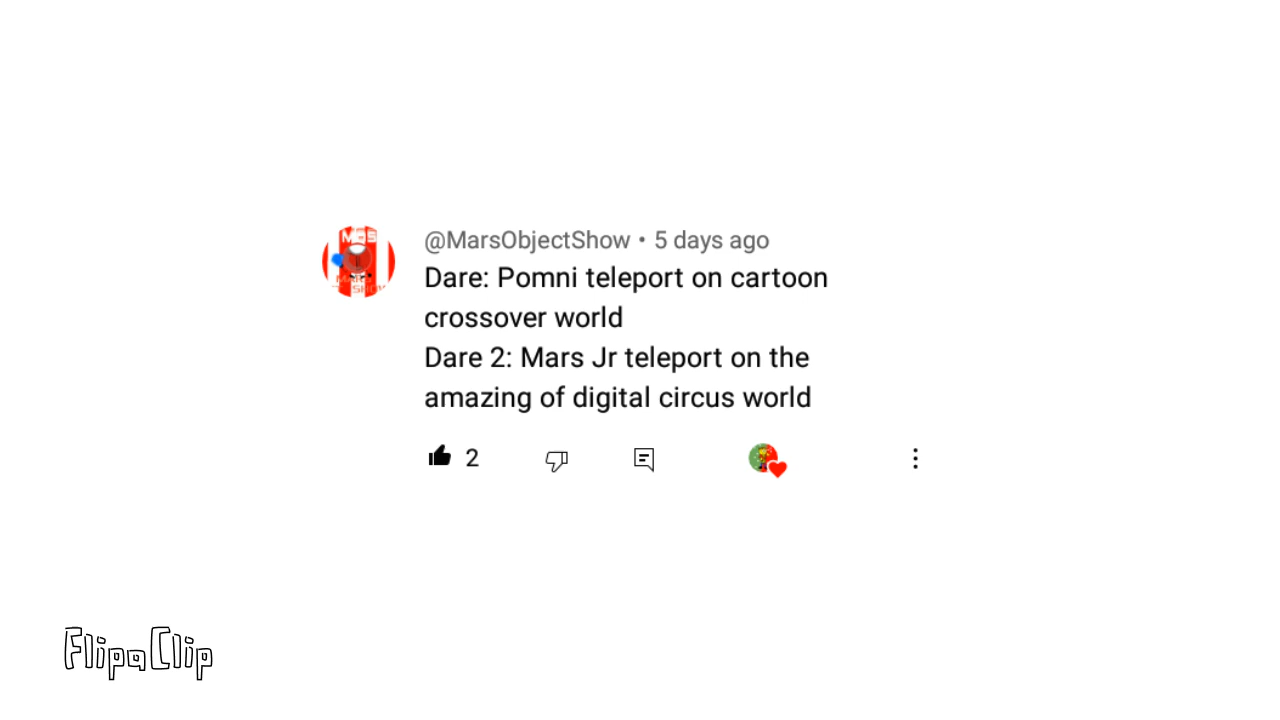 MGS
@MarsObjectShow • 5 days ago
Dare: Pomni teleport on cartoon
crossover world
Dare 2: Mars Jr teleport on the
amazing of digital circus world
2
FlipaClip